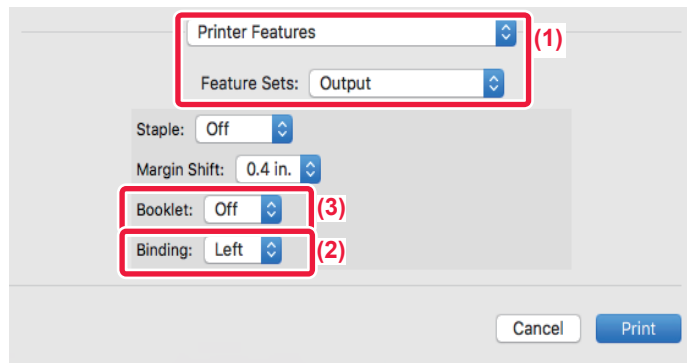 Printer Features
(1)
Feature Sets: Output
Staple: Off
Margin Shift: 0.4 in.
Booklet: Off
(3)
Binding: Left
(2)
Cancel Print